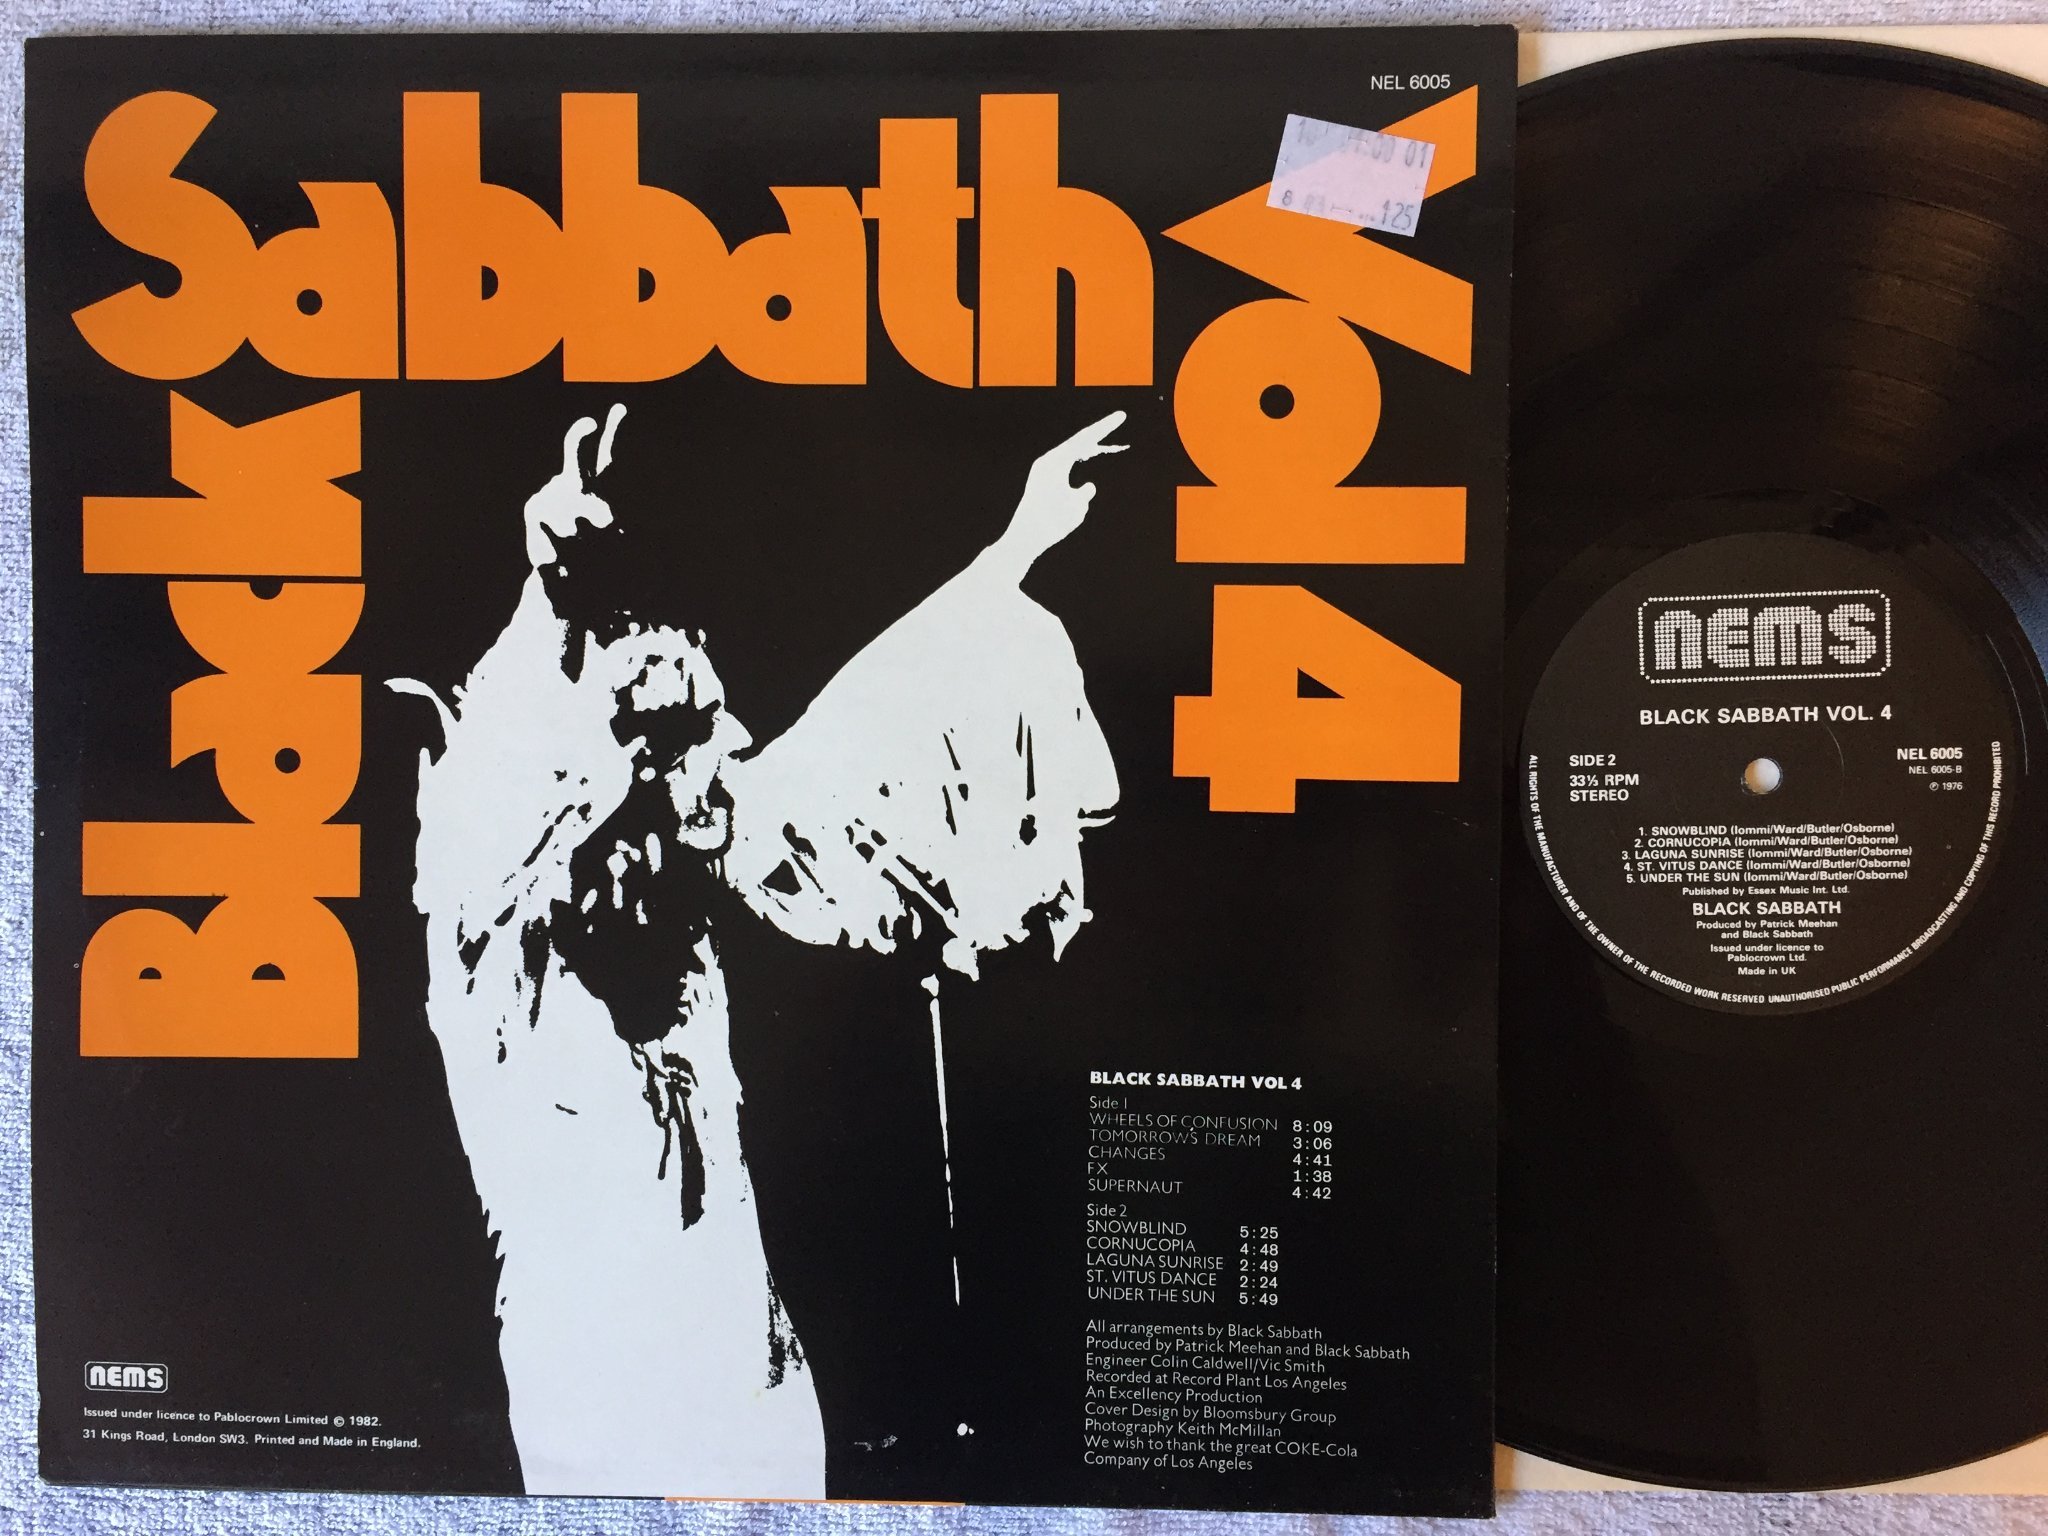 NEL 6005
Black Sabbath Vol 4
01
8
125
BLACK SABBATH VOL 4
Side 1
WHEELS OF CONFUSION 8:09
TOMORROW'S DREAM 3:06
CHANGES 4:41
FX 1:38
SUPERNAUT 4:42
Side 2
SNOWBLIND 5:25
CORNUCOPIA 4:48
LAGUNA SUNRISE 2:49
ST. VITUS DANCE 2:24
UNDER THE SUN 5:49
All arrangements by Black Sabbath
Produced by Patrick Meehan and Black Sabbath
Engineer Colin Caldwell/Vic Smith
Recorded at Record Plant Los Angeles
An Excellency Production
Cover Design by Bloomsbury Group
Photography Keith McMillan
We wish to thank the great COKE-Cola
Company of Los Angeles
nems
Issued under licence to Pablocrown Limited © 1982.
31 Kings Road, London SW3. Printed and Made in England.
nems
BLACK SABBATH VOL. 4
SIDE 2
33⅓ RPM
STEREO
NEL 6005
NEL 6005-B
℗ 1976
1. SNOWBLIND (Iommi/Ward/Butler/Osborne)
2. CORNUCOPIA (Iommi/Ward/Butler/Osborne)
3. LAGUNA SUNRISE (Iommi/Ward/Butler/Osborne)
4. ST. VITUS DANCE (Iommi/Ward/Butler/Osborne)
5. UNDER THE SUN (Iommi/Ward/Butler/Osborne)
Published by Essex Music Int. Ltd.
BLACK SABBATH
Produced by Patrick Meehan
and Black Sabbath
Issued under licence to
Pablocrown Ltd.
Made in UK
ALL RIGHTS OF THE MANUFACTURER AND OF THE OWNER OF THE RECORDED WORK RESERVED UNAUTHORISED PUBLIC PERFORMANCE BROADCASTING AND COPYING OF THIS RECORD PROHIBITED